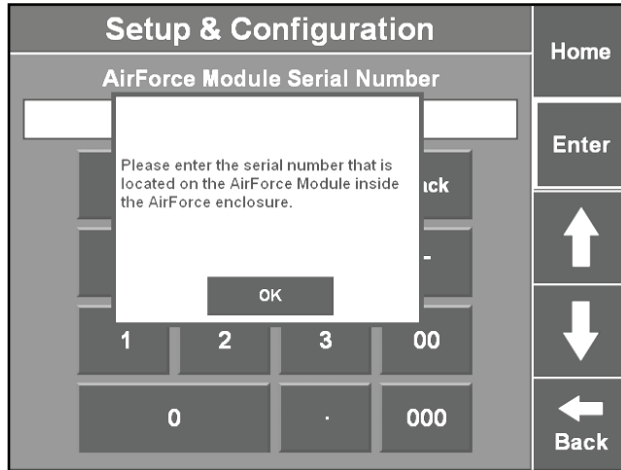 Setup & Configuration
Home
AirForce Module Serial Number
Enter
Please enter the serial number that is
located on the AirForce Module inside
the AirForce enclosure.
OK
-
1 2 3 00
0 . 000
Back